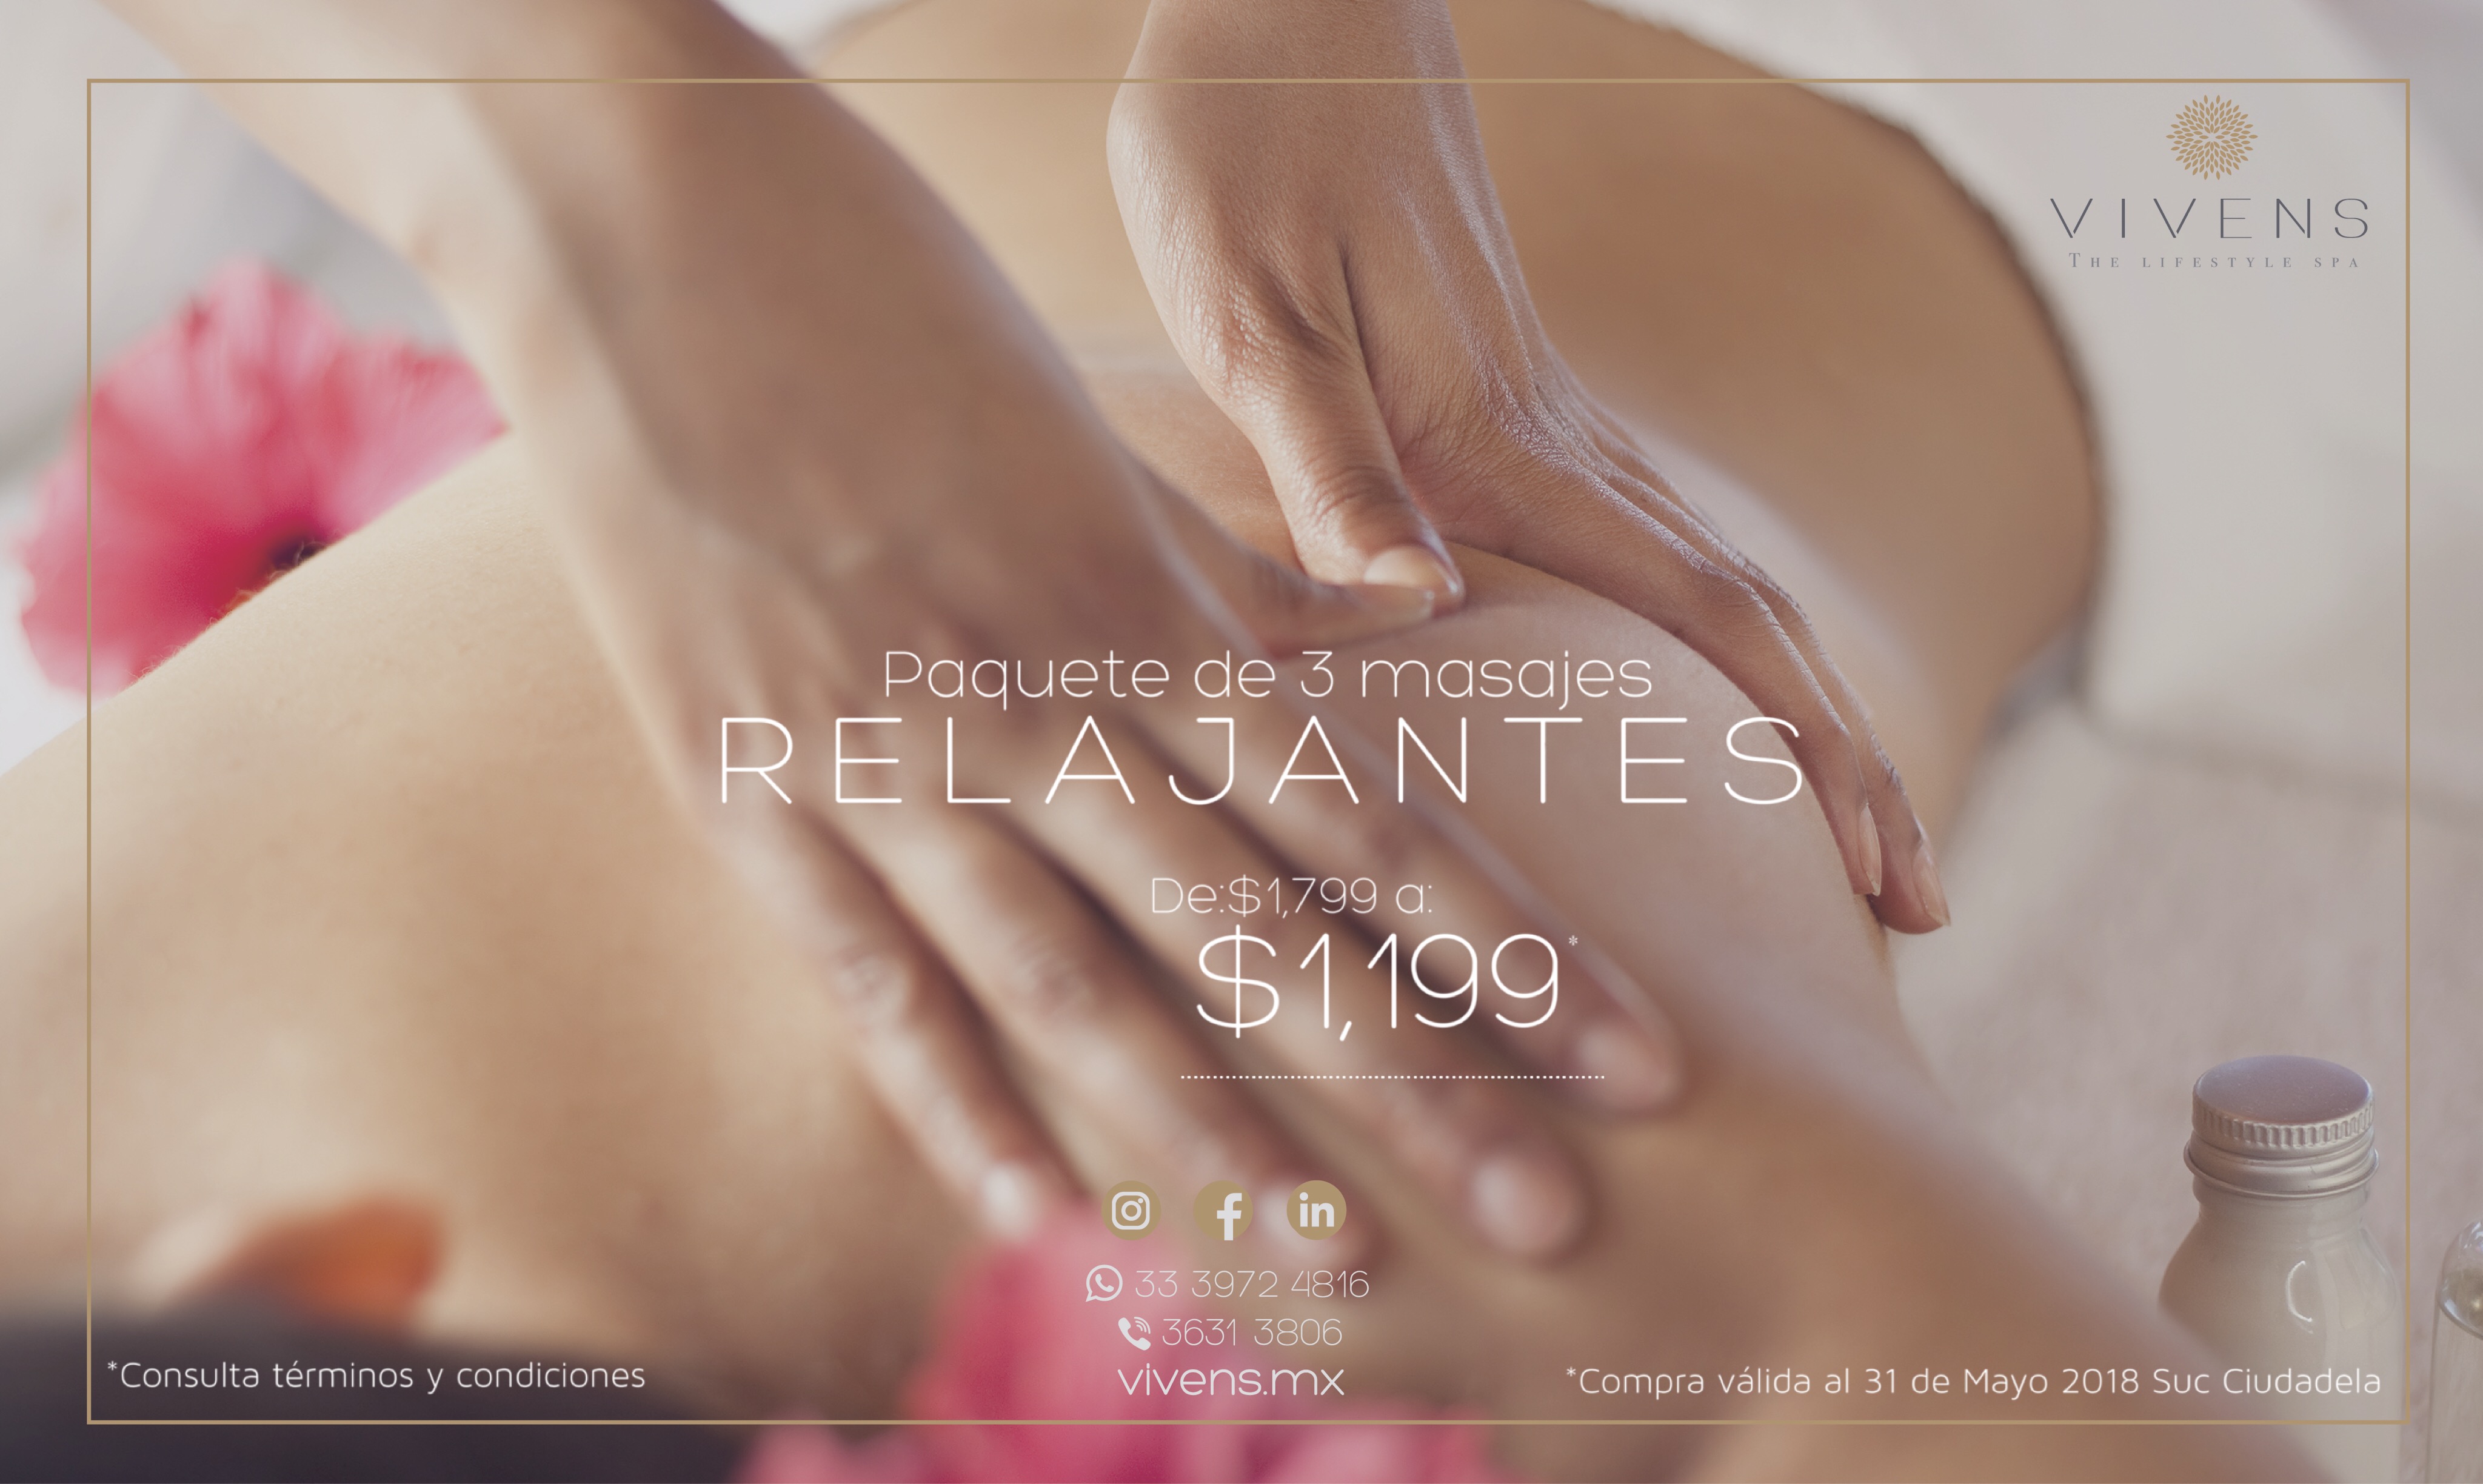 VIVENS
THE LIFESTYLE SPA
Paquete de 3 masajes
RELAJANTES
De:$1,799 a:
$1,199*
33 3972 4816
3631 3806
vivens.mx
*Consulta términos y condiciones
*Compra válida al 31 de Mayo 2018 Suc Ciudadela